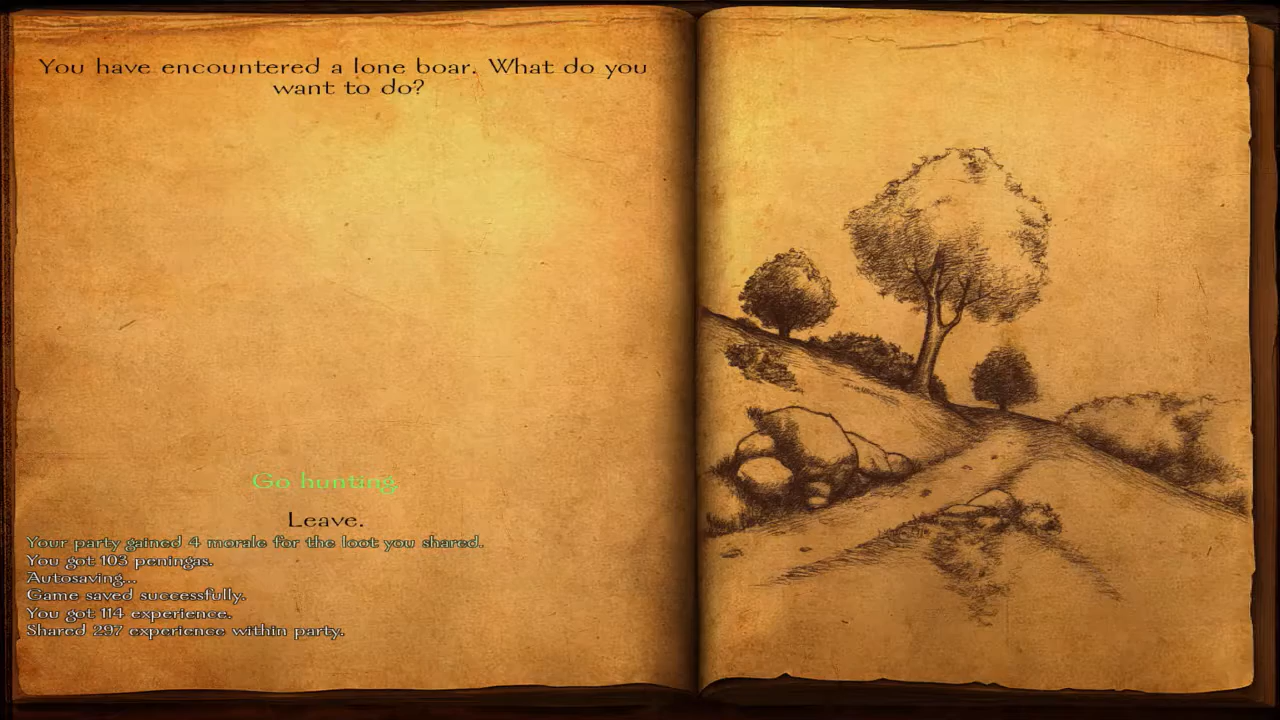 You have encountered a lone boar. What do you
want to do?
Go hunting.
Leave.
Your party gained 4 morale for the loot you shared.
You got 103 peningas.
Autosaving...
Game saved successfully.
You got 114 experience.
Shared 297 experience within party.